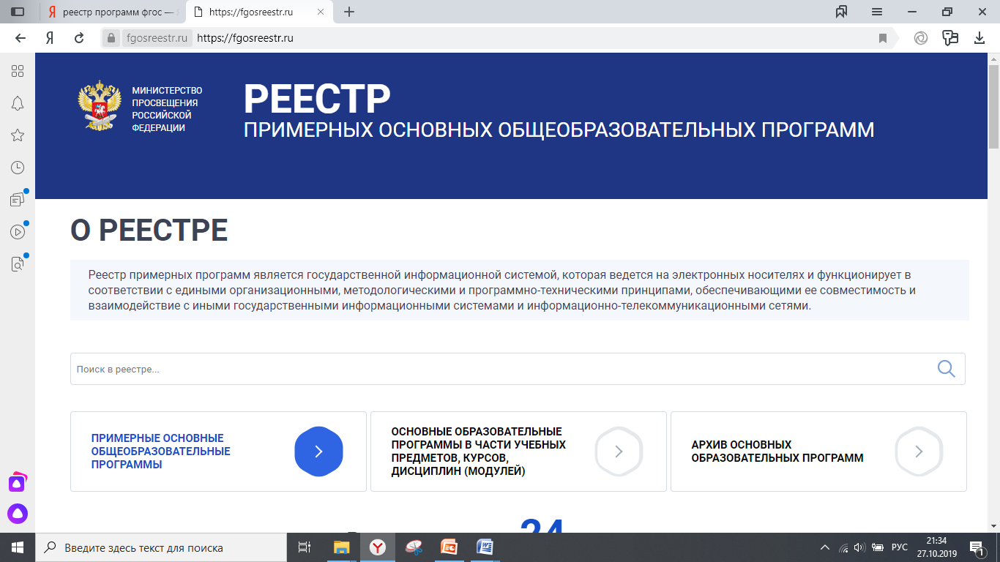 реестр программ фгос —
https://fgosreestr.ru
Я
fgosreestr.ru https://fgosreestr.ru
МИНИСТЕРСТВО
ПРОСВЕЩЕНИЯ
РОССИЙСКОЙ
ФЕДЕРАЦИИ
РЕЕСТР
ПРИМЕРНЫХ ОСНОВНЫХ ОБЩЕОБРАЗОВАТЕЛЬНЫХ ПРОГРАММ
О РЕЕСТРЕ
Реестр примерных программ является государственной информационной системой, которая ведется на электронных носителях и функционирует в
соответствии с едиными организационными, методологическими и программно-техническими принципами, обеспечивающими ее совместимость и
взаимодействие с иными государственными информационными системами и информационно-телекоммуникационными сетями.
Поиск в реестре...
ПРИМЕРНЫЕ ОСНОВНЫЕ
ОБЩЕОБРАЗОВАТЕЛЬНЫЕ
ПРОГРАММЫ
ОСНОВНЫЕ ОБРАЗОВАТЕЛЬНЫЕ
ПРОГРАММЫ В ЧАСТИ УЧЕБНЫХ
ПРЕДМЕТОВ, КУРСОВ,
ДИСЦИПЛИН (МОДУЛЕЙ)
АРХИВ ОСНОВНЫХ
ОБРАЗОВАТЕЛЬНЫХ ПРОГРАММ
24
Введите здесь текст для поиска
РУС
21:34
27.10.2019
1